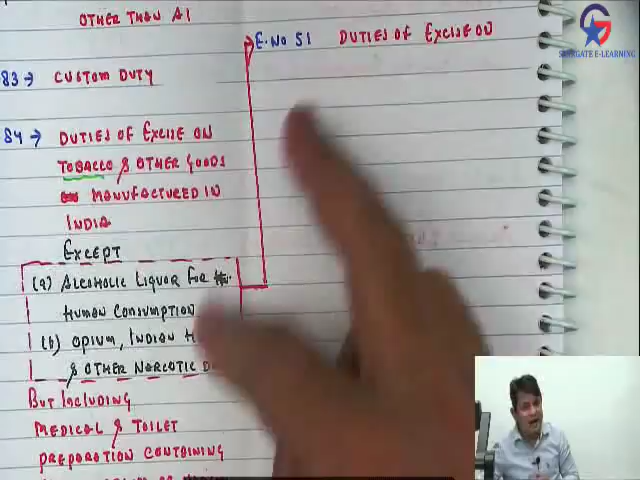 OTHER THAN AI
83→ CUSTOM DUTY
84→ DUTIES OF EXCISE ON
TOBACCO & OTHER GOODS
MANUFACTURED IN
INDIA
EXCEPT
(a) ALCOHOLIC LIQUOR FOR
HUMAN CONSUMPTION
(b) OPIUM, INDIAN
& OTHER NARCOTIC
BUT INCLUDING
MEDICAL & TOILET
PREPARATION CONTAINING
E.NO 51 DUTIES OF EXCISE ON
STARGATE E-LEARNING